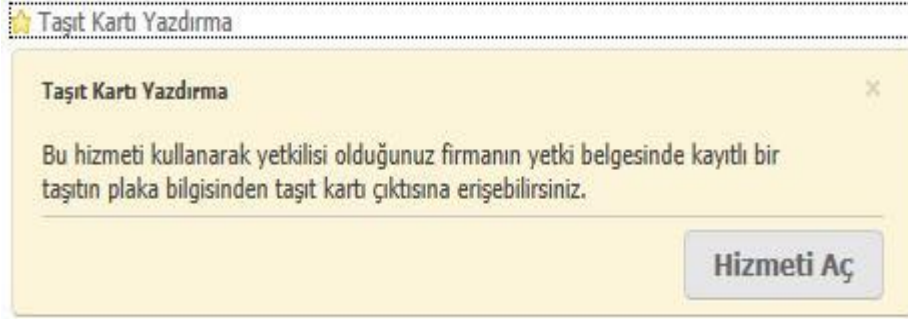 Taşıt Kartı Yazdırma
Taşıt Kartı Yazdırma
×
Bu hizmeti kullanarak yetkilisi olduğunuz firmanın yetki belgesinde kayıtlı bir
taşıtın plaka bilgisinden taşıt kartı çıktısına erişebilirsiniz.
Hizmeti Aç